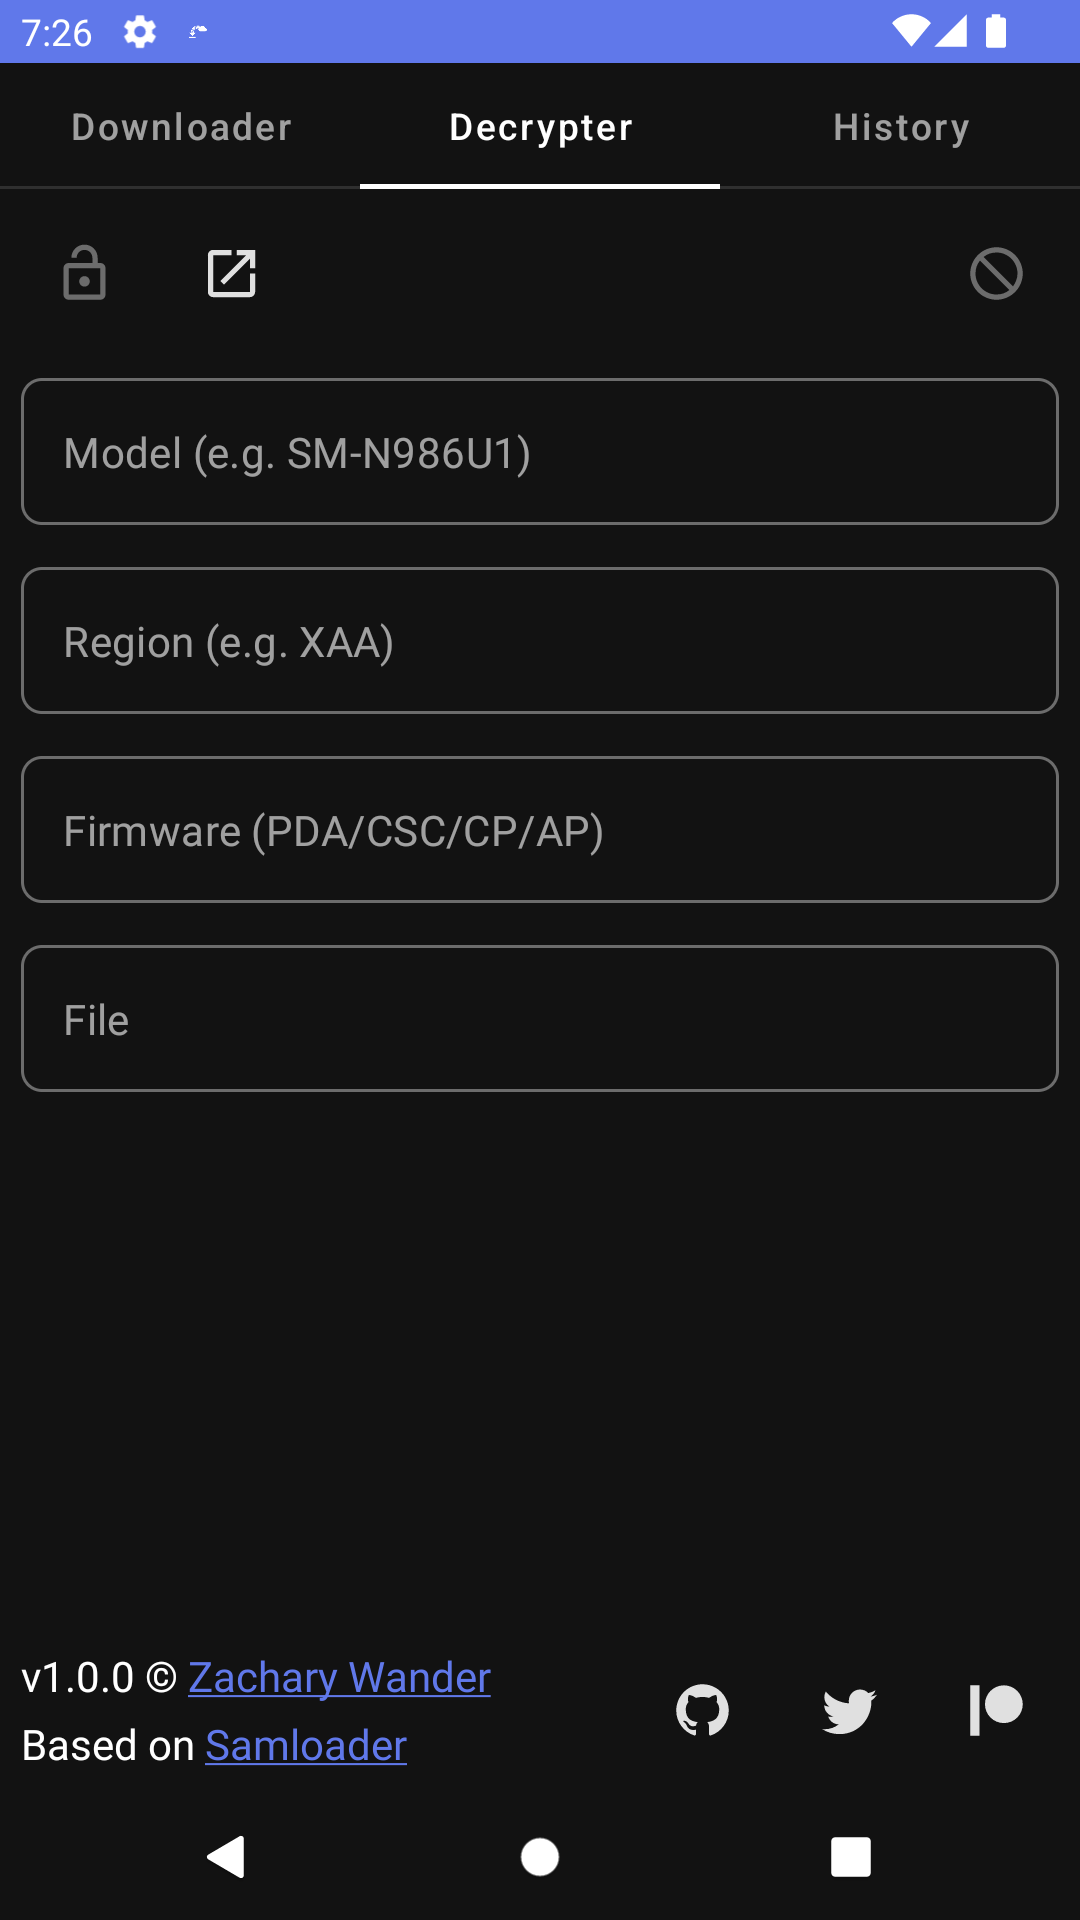 7:26
Downloader Decrypter History
Model (e.g. SM-N986U1)
Region (e.g. XAA)
Firmware (PDA/CSC/CP/AP)
File
v1.0.0 © Zachary Wander
Based on Samloader